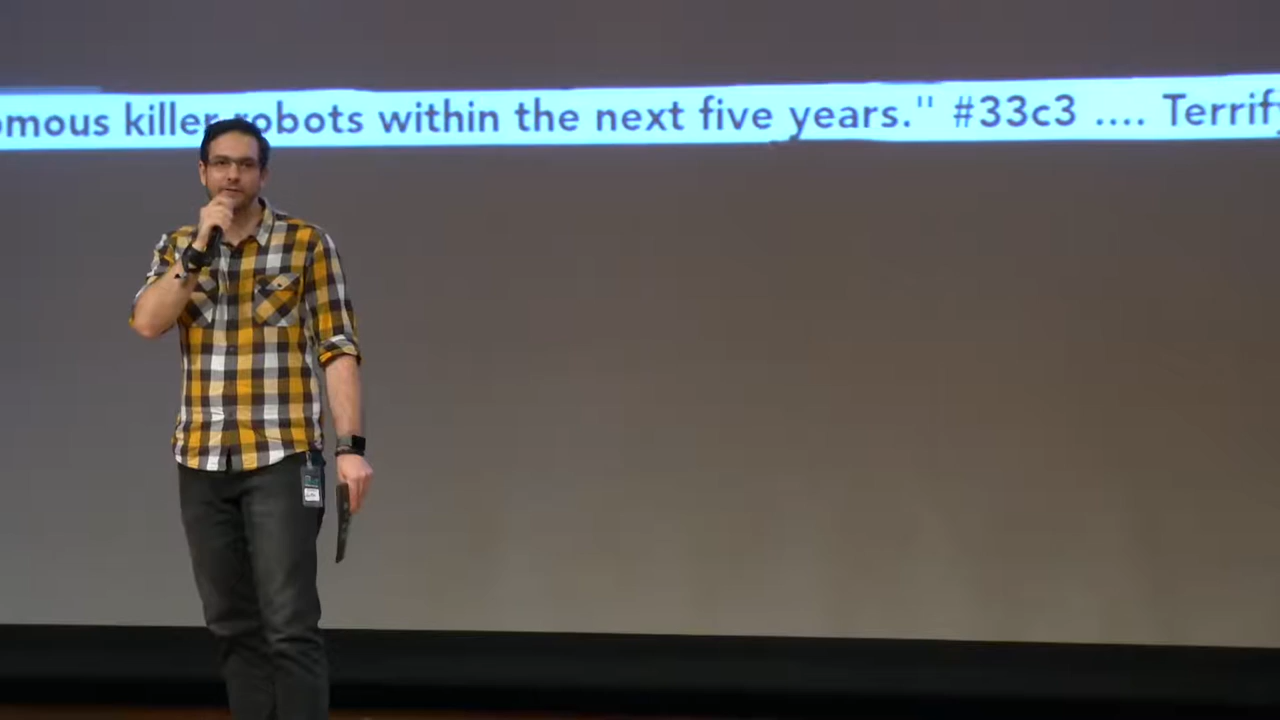 omous killer robots within the next five years." #33c3 .... Terrif